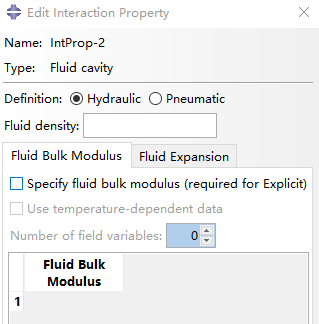 Edit Interaction Property
Name: IntProp-2
Type: Fluid cavity
Definition: Hydraulic Pneumatic
Fluid density:
Fluid Bulk Modulus Fluid Expansion
Specify fluid bulk modulus (required for Explicit)
Use temperature-dependent data
Number of field variables: 0
Fluid Bulk
Modulus
1